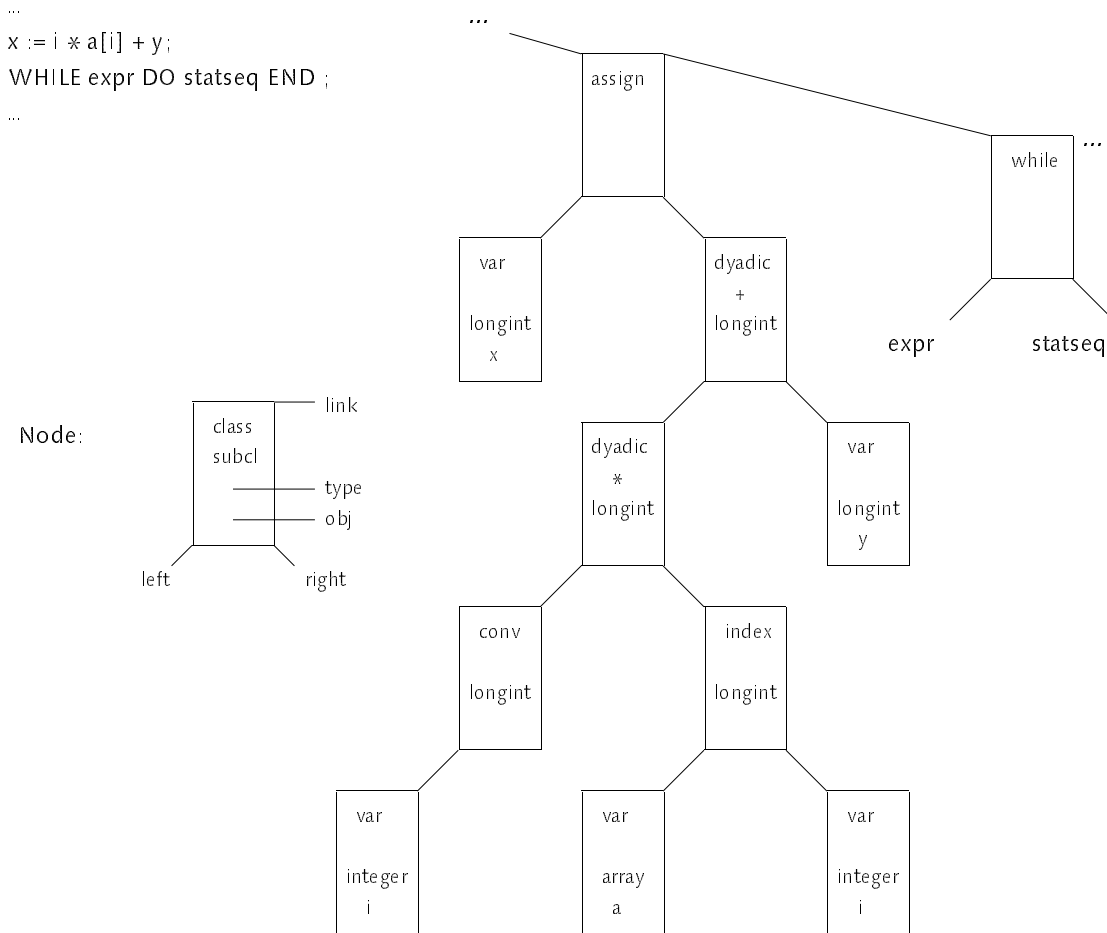 ...
x := i * a[i] + y;
WHILE expr DO statseq END ;
...
...
assign
while
...
var
longint
x
dyadic
+
longint
expr
statseq
Node:
class
subcl
link
type
obj
left
right
dyadic
*
longint
var
longint
y
conv
longint
index
longint
var
integer
i
var
array
a
var
integer
i